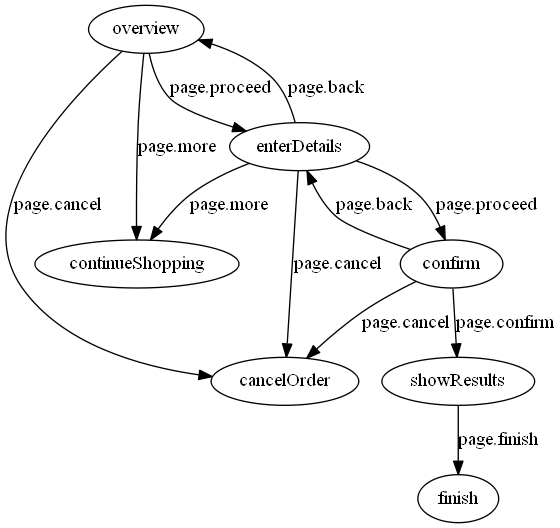 overview
page.proceed
page.back
enterDetails
page.more
page.cancel
page.more
page.back
page.proceed
continueShopping
page.cancel
confirm
page.cancel
page.confirm
cancelOrder
showResults
page.finish
finish